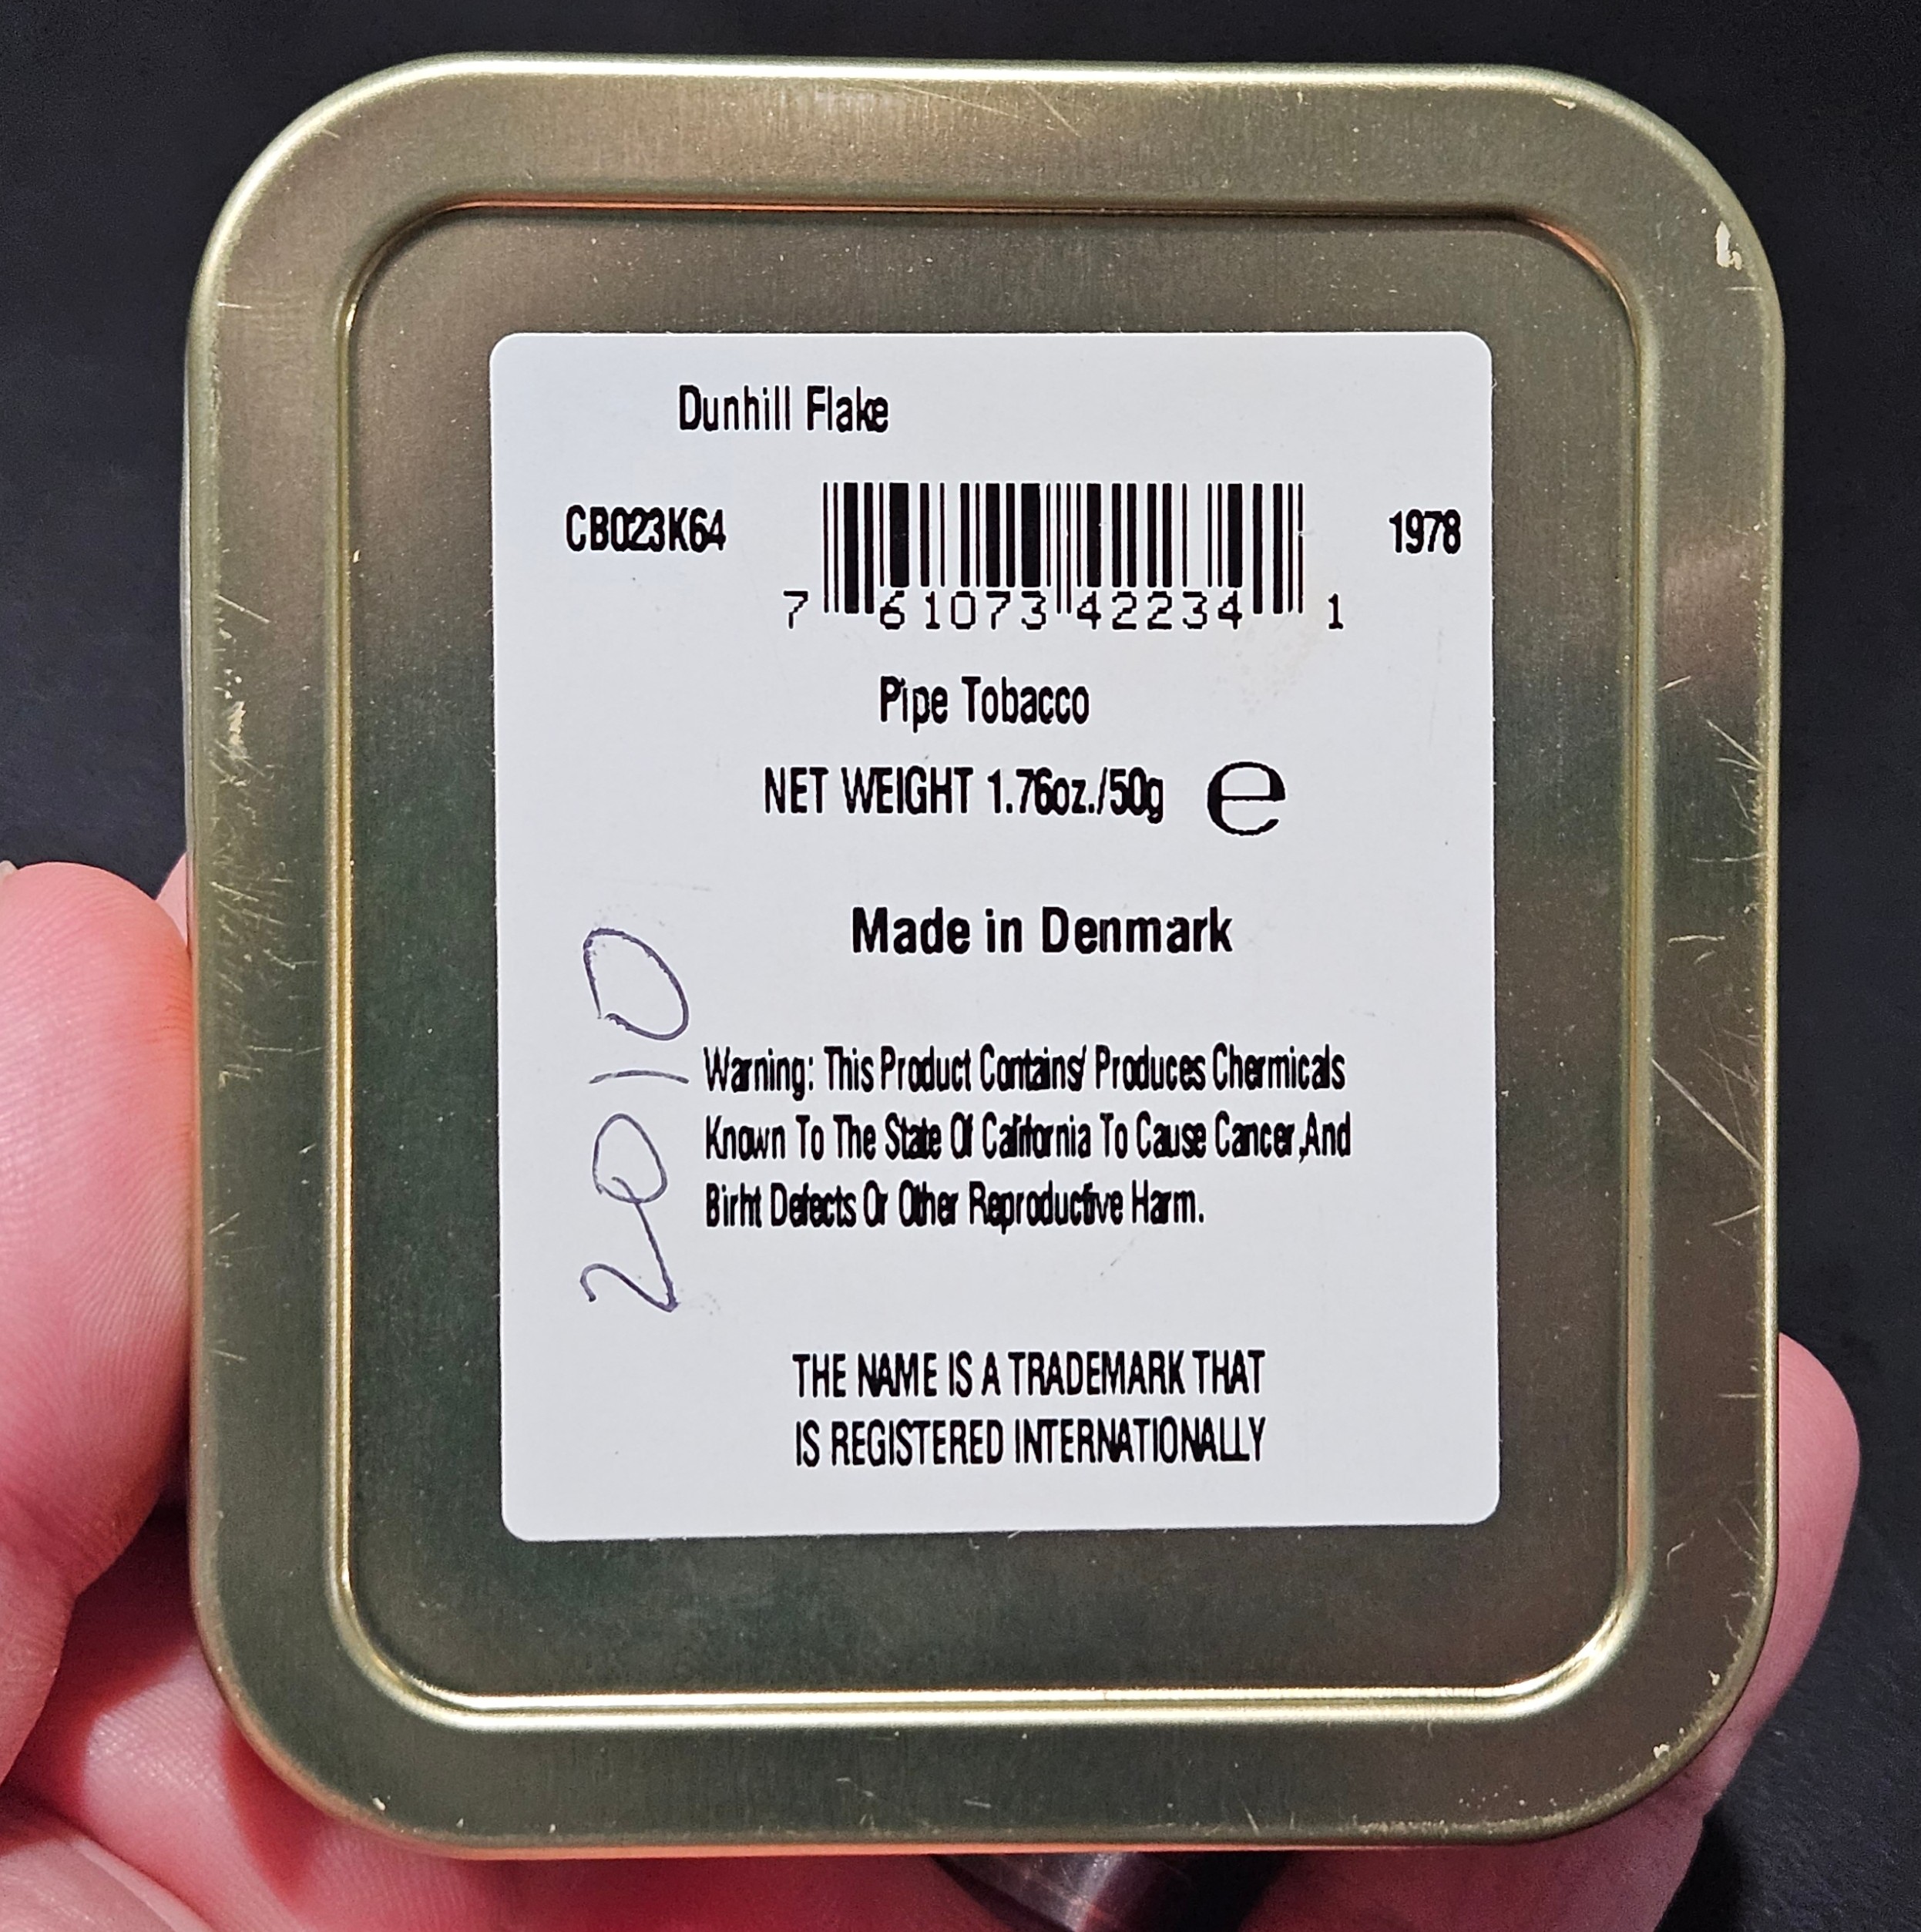 Dunhill Flake
CB023K64
1978
7 61073 42234 1
Pipe Tobacco
NET WEIGHT 1.76oz./50g e
Made in Denmark
2010
Warning: This Product Contains/ Produces Chermicals
Known To The State Of California To Cause Cancer,And
Birht Defects Or Other Reproductive Harm.
THE NAME IS A TRADEMARK THAT
IS REGISTERED INTERNATIONALLY